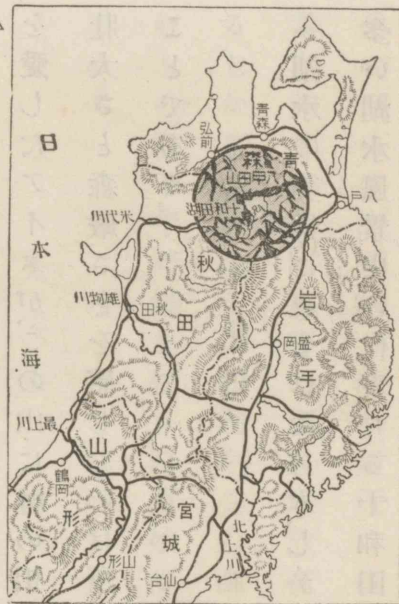 日本海
青森
弘前
八戸
青森
八甲田山
十和田湖
米代川
秋田
岩手
雄物川
秋田
盛岡
最上川
鶴岡
山形
宮城
北上川
山形
仙台